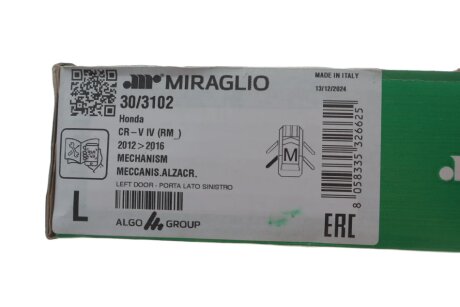 MIRAGLIO
MADE IN ITALY
30/3102
13/12/2024
Honda
CR-V IV (RM_)
2012>2016
MECHANISM
MECCANIS.ALZACR.
M
LEFT DOOR - PORTA LATO SINISTRO
L
ALGO GROUP
8 058335 326625
EAC